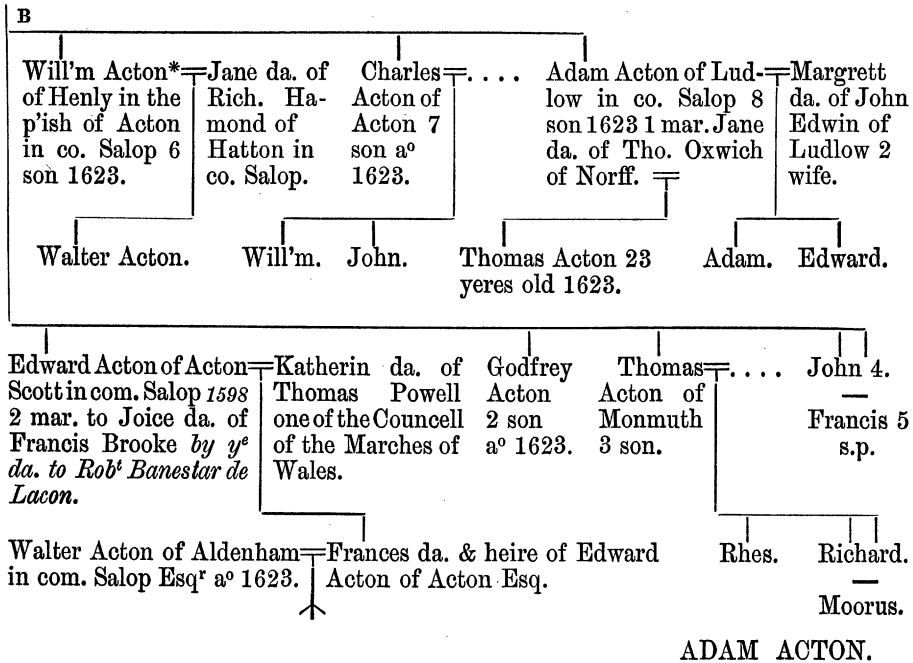 B
Will'm Acton*
of Henly in the
p'ish of Acton
in co. Salop 6
son 1623.
Jane da. of
Rich. Ha-
mond of
Hatton in
co. Salop.
Charles
Acton of
Acton 7
son aº
1623.
. . . .
Adam Acton of Lud-
low in co. Salop 8
son 1623 1 mar. Jane
da. of Tho. Oxwich
of Norff.
Margrett
da. of John
Edwin of
Ludlow 2
wife.
Walter Acton.
Will'm.
John.
Thomas Acton 23
yeres old 1623.
Adam.
Edward.
Edward Acton of Acton
Scott in com. Salop 1598
2 mar. to Joice da. of
Francis Brooke by yᵉ
da. to Robᵗ Banestar de
Lacon.
Katherin da. of
Thomas Powell
one of the Councell
of the Marches of
Wales.
Godfrey
Acton
2 son
aº 1623.
Thomas
Acton of
Monmuth
3 son.
. . . .
John 4.
—
Francis 5
s.p.
Walter Acton of Aldenham
in com. Salop Esqʳ aº 1623.
Frances da. & heire of Edward
Acton of Acton Esq.
Rhes.
Richard.
—
Moorus.
ADAM ACTON.